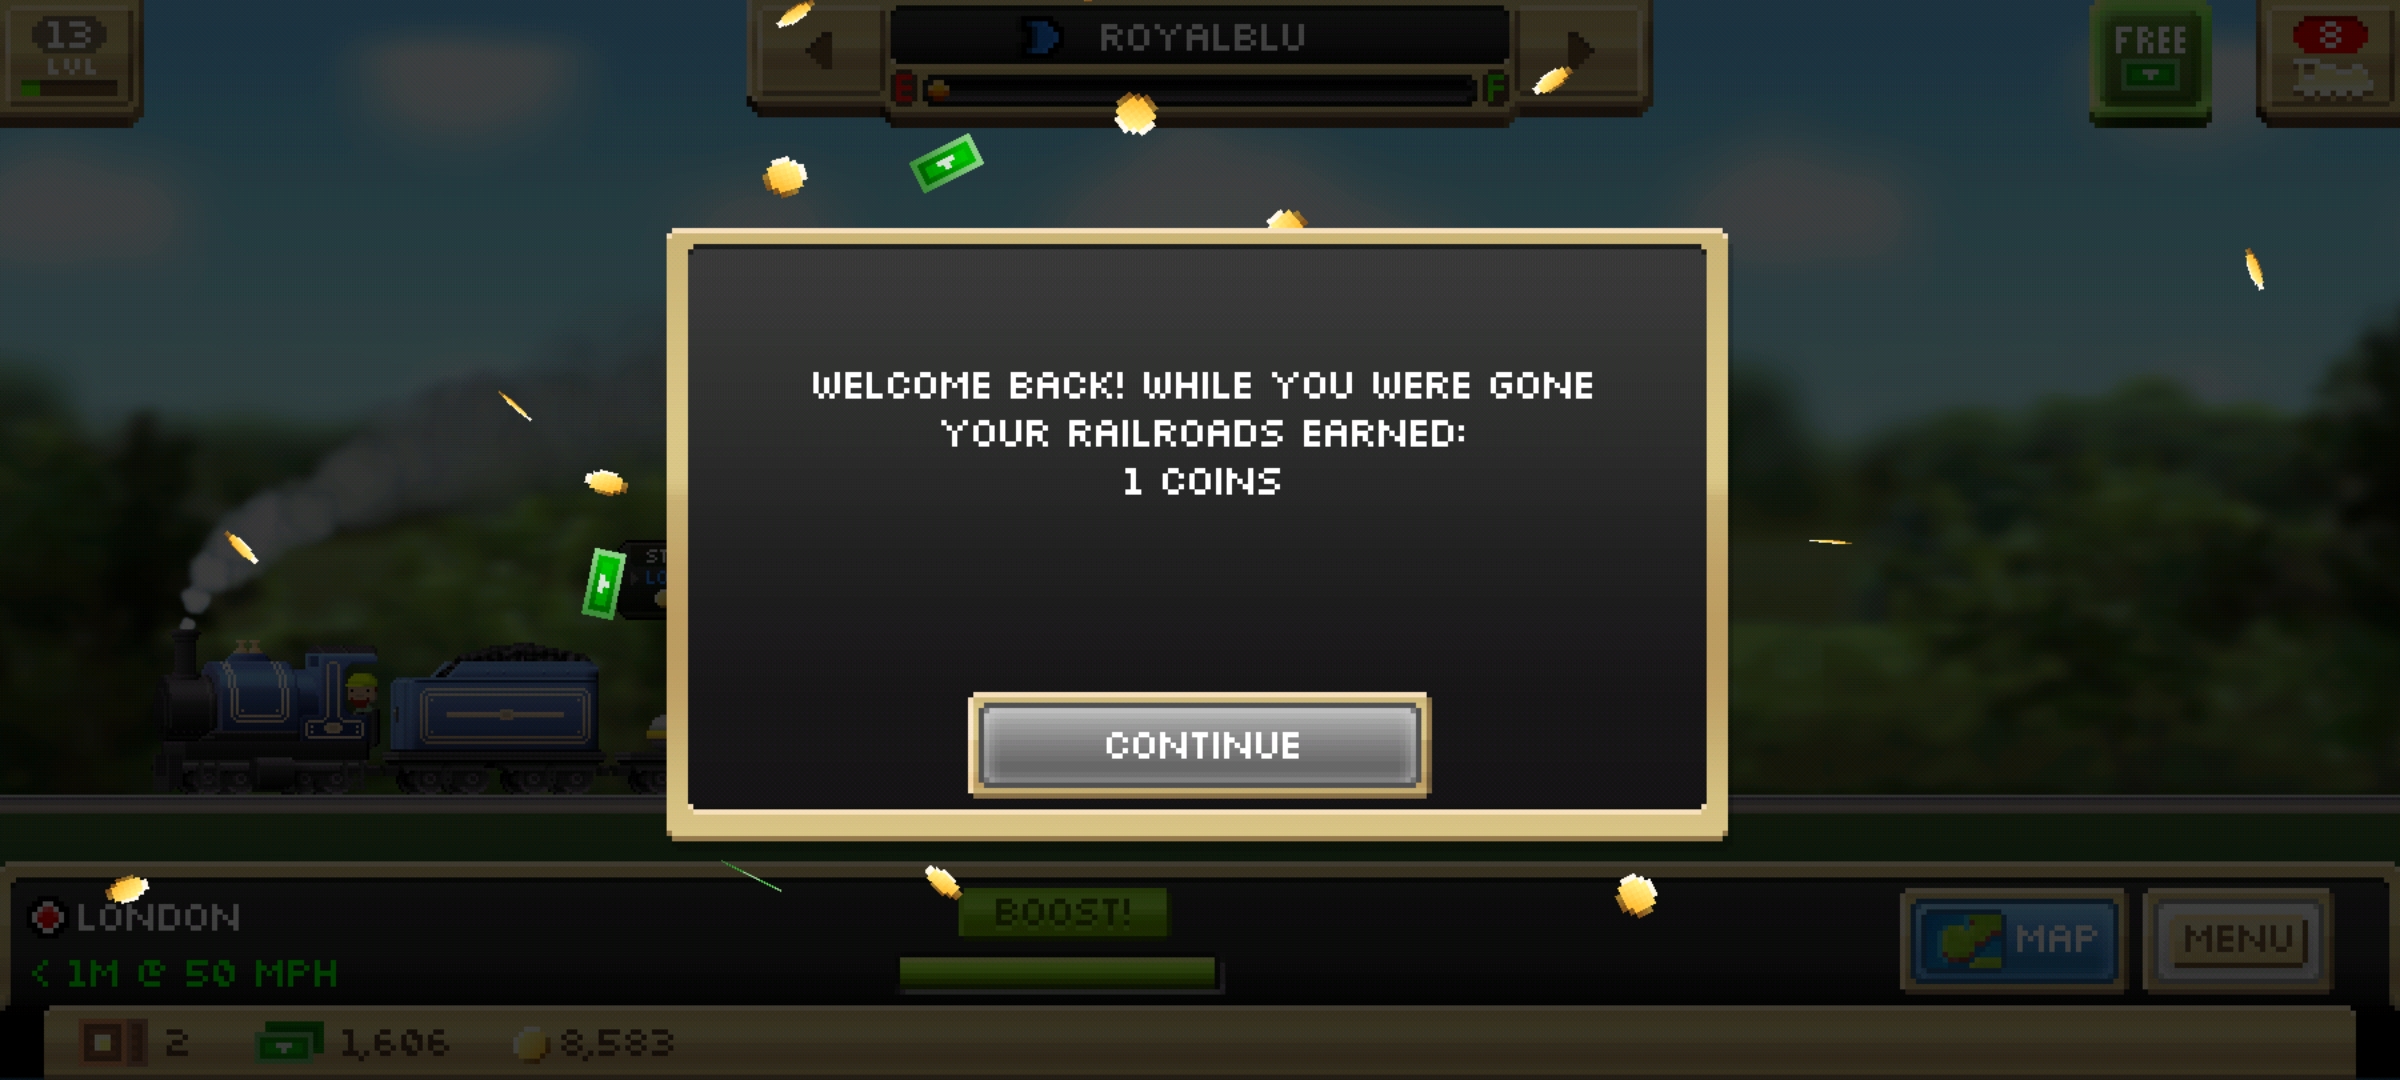 13
LVL
ROYALBLU
E
F
FREE
8
WELCOME BACK! WHILE YOU WERE GONE
YOUR RAILROADS EARNED:
1 COINS
CONTINUE
LONDON
< 1M @ 50 MPH
BOOST!
MAP
MENU
2
1,606
8,583